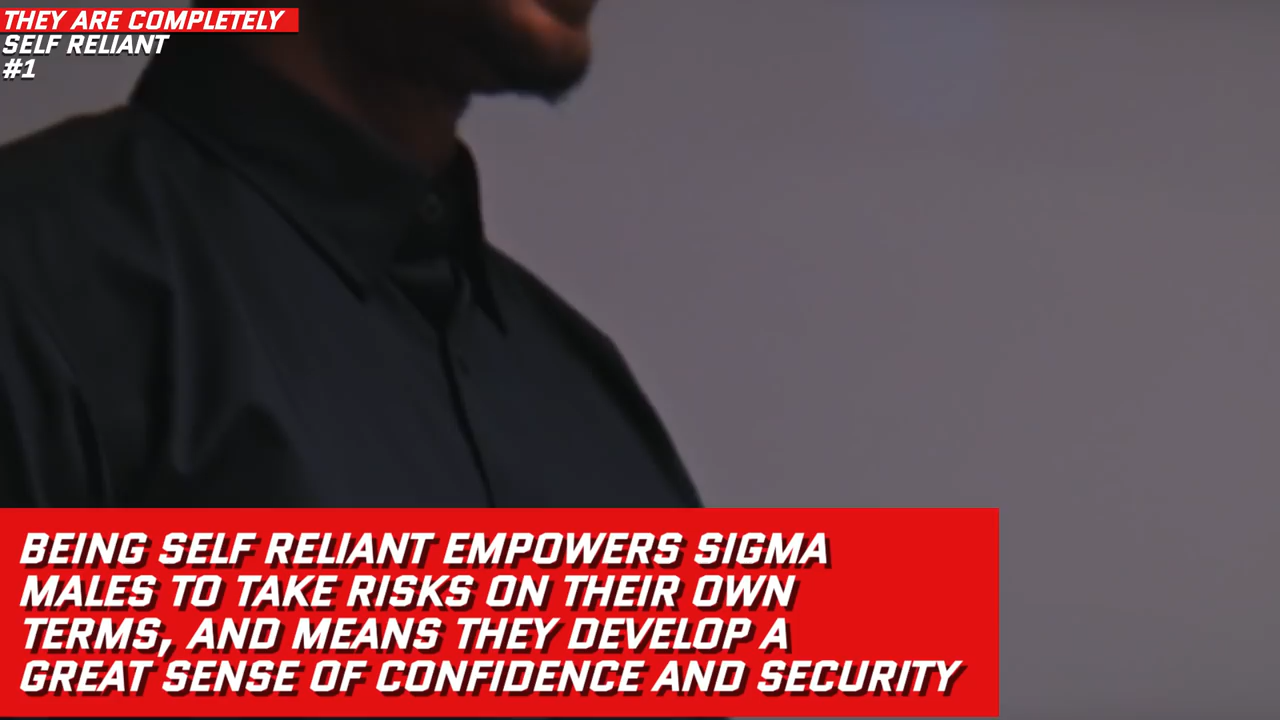 THEY ARE COMPLETELY
SELF RELIANT
#1
BEING SELF RELIANT EMPOWERS SIGMA
MALES TO TAKE RISKS ON THEIR OWN
TERMS, AND MEANS THEY DEVELOP A
GREAT SENSE OF CONFIDENCE AND SECURITY